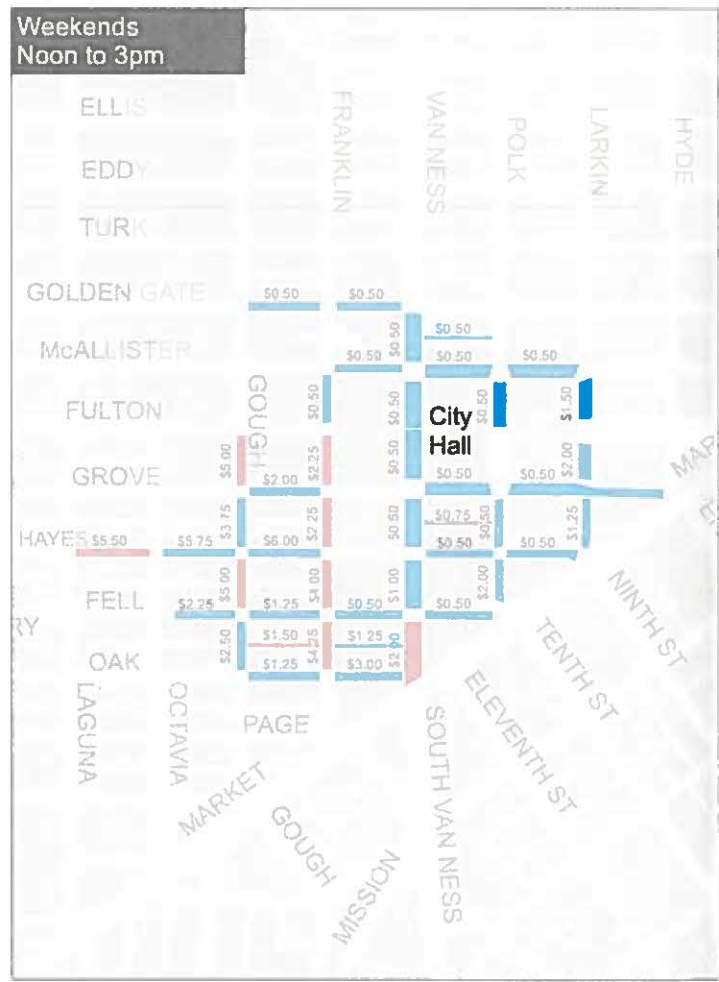 Weekends
Noon to 3pm
ELLIS
EDDY
TURK
GOLDEN GATE
McALLISTER
FULTON
GROVE
HAYES
FELL
OAK
PAGE
FRANKLIN
VAN NESS
POLK
LARKIN
HYDE
GOUGH
City
Hall
LAGUNA
OCTAVIA
MARKET
GOUGH
MISSION
SOUTH VAN NESS
ELEVENTH ST
TENTH ST
NINTH ST
MAR
RY
$0.50 $0.50
$0.50
$0.50
$0.50 $0.50 $0.50
$0.50 $0.50 $0.50 $1.50
$5.00 $2.25 $0.50 $2.00
$2.00 $0.50 $0.50
$3.75 $2.25 $0.50 $0.75 $0.50 $1.25
$5.50 $5.75 $6.00 $0.50 $0.50
$5.00 $4.00 $1.00 $2.00
$2.25 $1.25 $0.50 $0.50
$2.50 $1.50 $4.75 $1.25
$1.25 $3.00